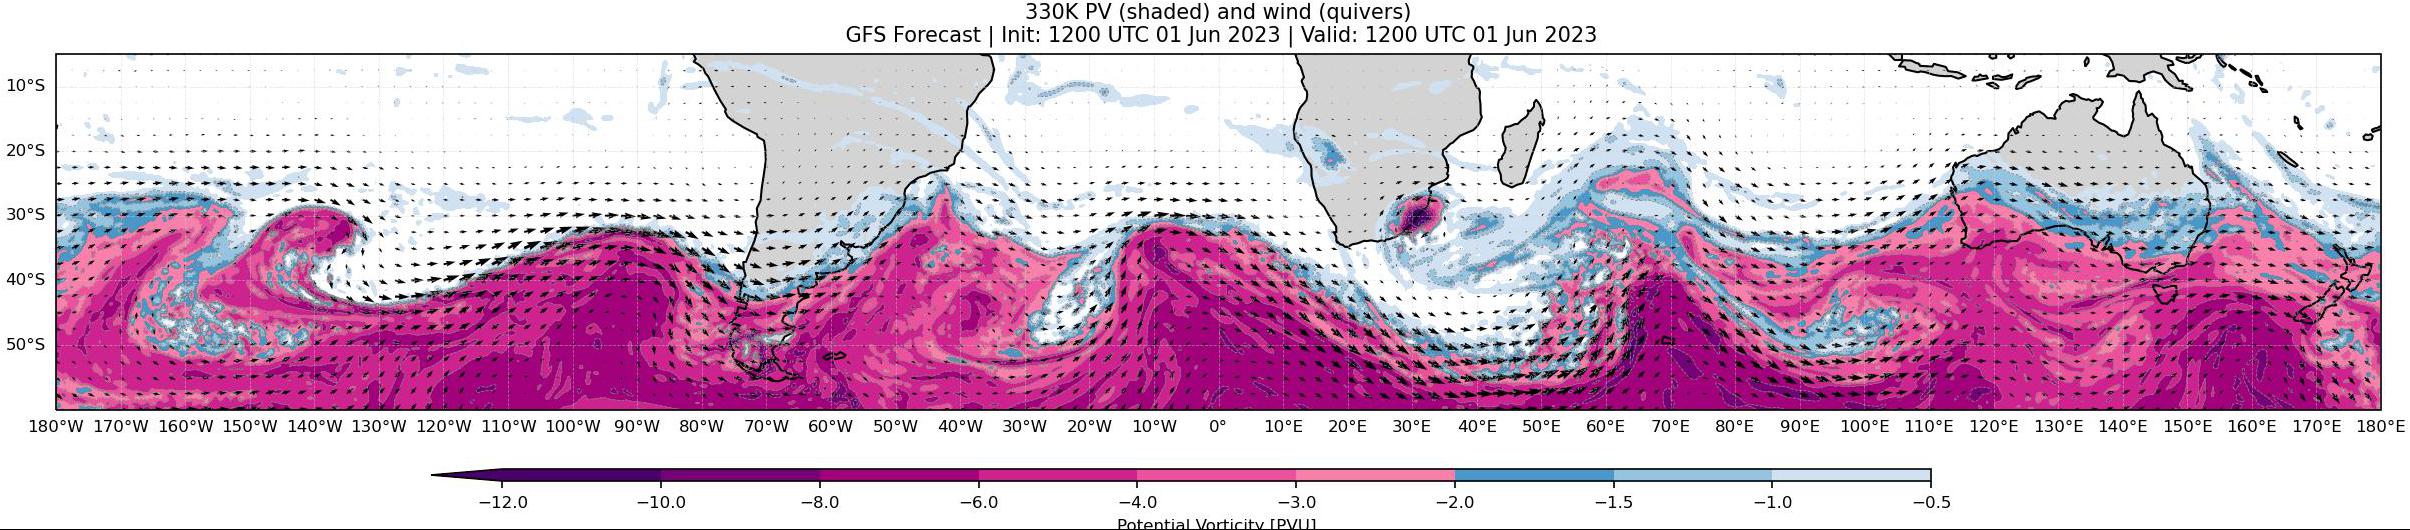 330K PV (shaded) and wind (quivers)
GFS Forecast | Init: 1200 UTC 01 Jun 2023 | Valid: 1200 UTC 01 Jun 2023
10°S
20°S
30°S
40°S
50°S
180°W 170°W 160°W 150°W 140°W 130°W 120°W 110°W 100°W 90°W 80°W 70°W 60°W 50°W 40°W 30°W 20°W 10°W 0° 10°E 20°E 30°E 40°E 50°E 60°E 70°E 80°E 90°E 100°E 110°E 120°E 130°E 140°E 150°E 160°E 170°E 180°E
−12.0 −10.0 −8.0 −6.0 −4.0 −3.0 −2.0 −1.5 −1.0 −0.5
Potential Vorticity [PVU]